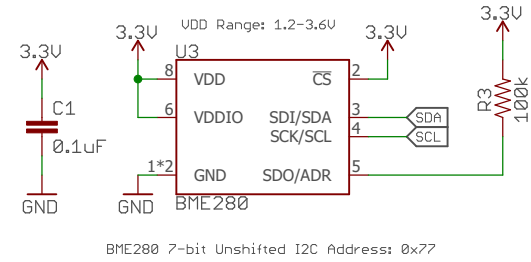 VDD Range: 1.2-3.6V
3.3V
3.3V
3.3V
3.3V
U3
8 VDD
CS 2
6 VDDIO
SDI/SDA 3 SDA
SCK/SCL 4 SCL
1*2 GND
SDO/ADR 5
BME280
C1
0.1uF
GND
GND
R3
100k
BME280 7-bit Unshifted I2C Address: 0x77